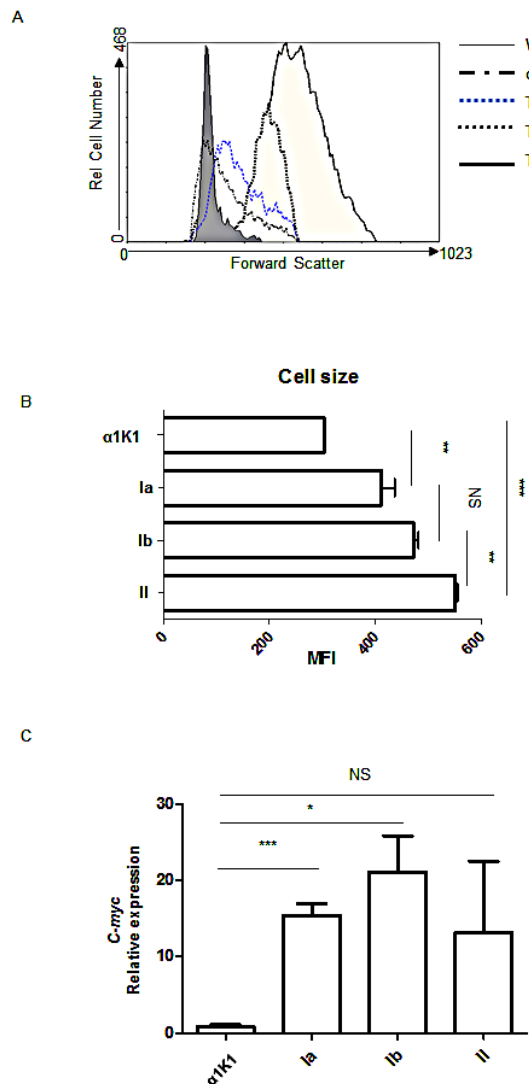 A
468
Rel Cell Number
0
0
Forward Scatter
1023
T
T
T
Cell size
B
α1K1
Ia
Ib
II
**
NS
**
***
0
200
400
600
MFI
C
NS
*
***
C-myc
Relative expression
30
20
10
0
α1K1
Ia
Ib
II